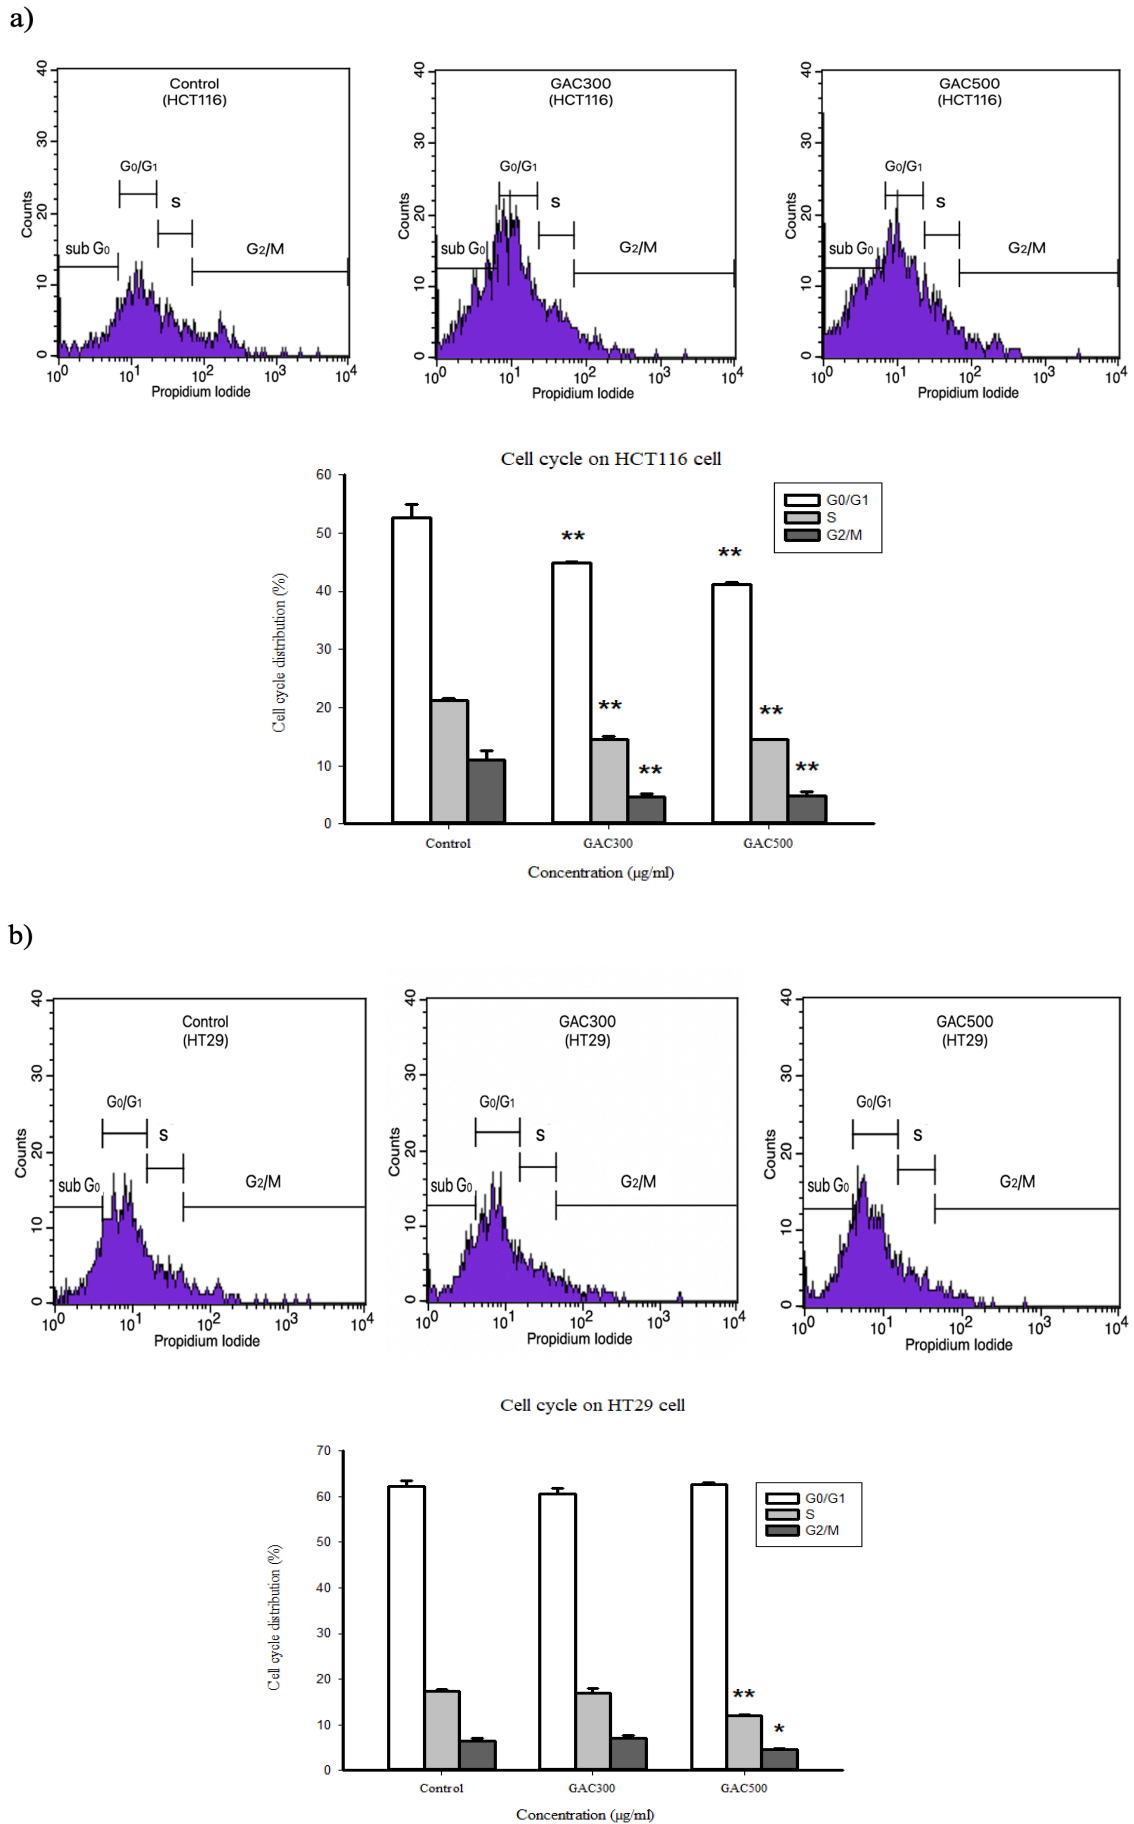 a)
Control
(HCT116)
G0/G1
S
sub G0
G2/M
Counts
0
10
20
30
40
10^0
10^1
10^2
10^3
10^4
Propidium Iodide
GAC300
(HCT116)
G0/G1
S
sub G0
G2/M
Counts
0
10
20
30
40
10^0
10^1
10^2
10^3
10^4
Propidium Iodide
GAC500
(HCT116)
G0/G1
S
sub G0
G2/M
Counts
0
10
20
30
40
10^0
10^1
10^2
10^3
10^4
Propidium Iodide
Cell cycle on HCT116 cell
60
50
40
30
20
10
0
Cell cycle distribution (%)
G0/G1
S
G2/M
**
**
**
**
**
**
Control
GAC300
GAC500
Concentration (µg/ml)
b)
Control
(HT29)
G0/G1
S
sub G0
G2/M
Counts
0
10
20
30
40
10^0
10^1
10^2
10^3
10^4
Propidium Iodide
GAC300
(HT29)
G0/G1
S
sub G0
G2/M
Counts
0
10
20
30
40
10^0
10^1
10^2
10^3
10^4
Propidium Iodide
GAC500
(HT29)
G0/G1
S
sub G0
G2/M
Counts
0
10
20
30
40
10^0
10^1
10^2
10^3
10^4
Propidium Iodide
Cell cycle on HT29 cell
70
60
50
40
30
20
10
0
Cell cycle distribution (%)
G0/G1
S
G2/M
**
*
Control
GAC300
GAC500
Concentration (µg/ml)